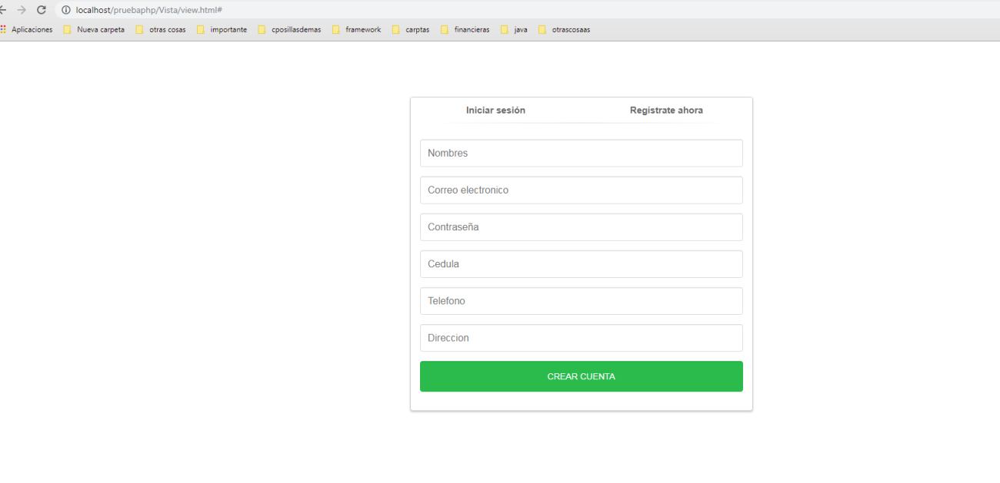 localhost/pruebaphp/Vista/view.html#
Aplicaciones Nueva carpeta otras cosas importante cposillasdemas framework carptas financieras java otrascosaas
Iniciar sesión Registrate ahora
Nombres
Correo electronico
Contraseña
Cedula
Telefono
Direccion
CREAR CUENTA